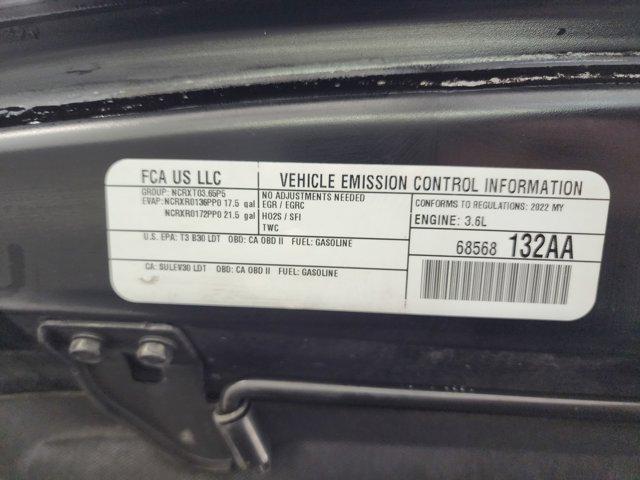 FCA US LLC
VEHICLE EMISSION CONTROL INFORMATION
GROUP: NCRXT03.65P5
EVAP: NCRXR0136PP0 17.5 gal
NCRXR0172PP0 21.5 gal
NO ADJUSTMENTS NEEDED
EGR / EGRC
HO2S / SFI
TWC
CONFORMS TO REGULATIONS: 2022 MY
ENGINE: 3.6L
U.S. EPA: T3 B30 LDT OBD: CA OBD II FUEL: GASOLINE
68568 132AA
CA: SULEV30 LDT OBD: CA OBD II FUEL: GASOLINE